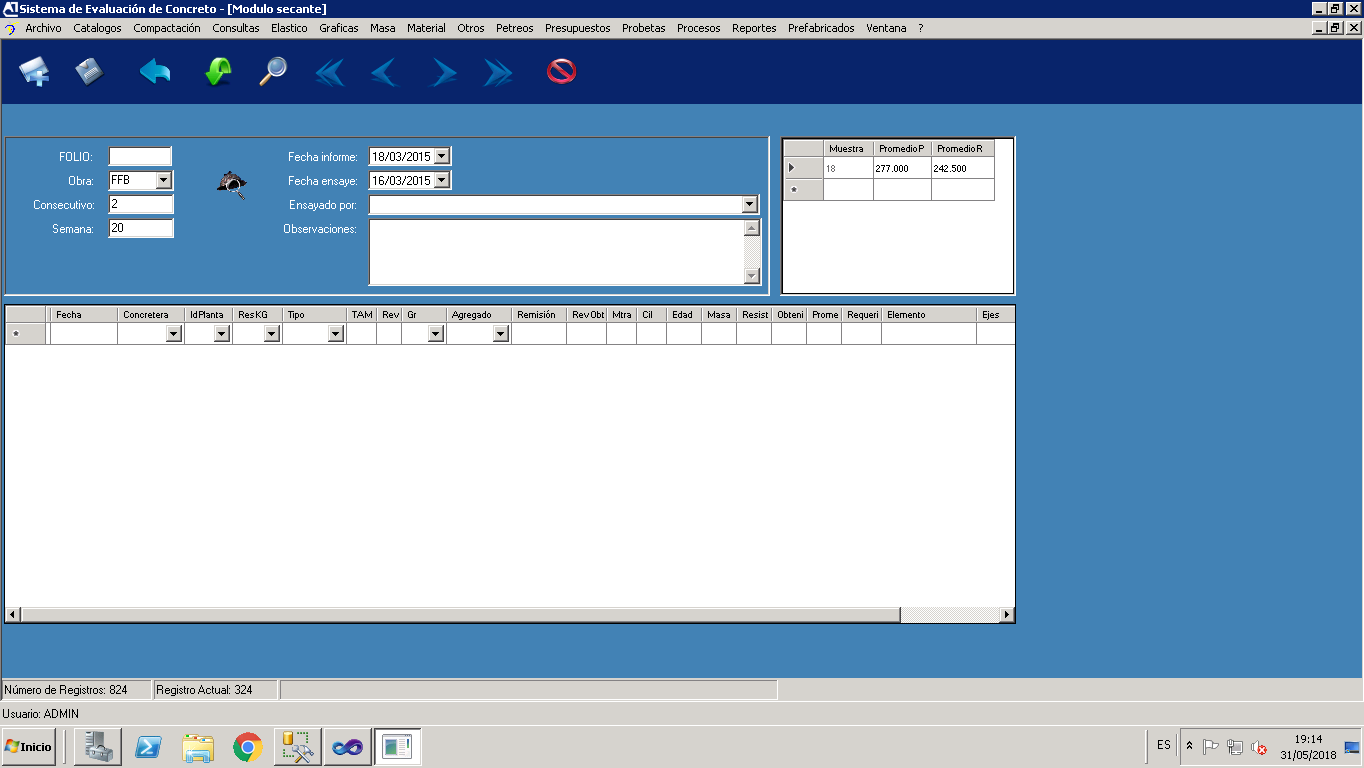 Sistema de Evaluación de Concreto - [Modulo secante]
Archivo Catalogos Compactación Consultas Elastico Graficas Masa Material Otros Petreos Presupuestos Probetas Procesos Reportes Prefabricados Ventana ?
FOLIO:
Fecha informe: 18/03/2015
Obra: FFB
Fecha ensaye: 16/03/2015
Consecutivo: 2
Ensayado por:
Semana: 20
Observaciones:
Muestra PromedioP PromedioR
18 277.000 242.500
*
Fecha Concretera IdPlanta ResKG Tipo TAM Rev Gr Agregado Remisión RevObt Mtra Cil Edad Masa Resist Obteni Prome Requeri Elemento Ejes
*
Número de Registros: 824 Registro Actual: 324
Usuario: ADMIN
Inicio
ES
19:14
31/05/2018